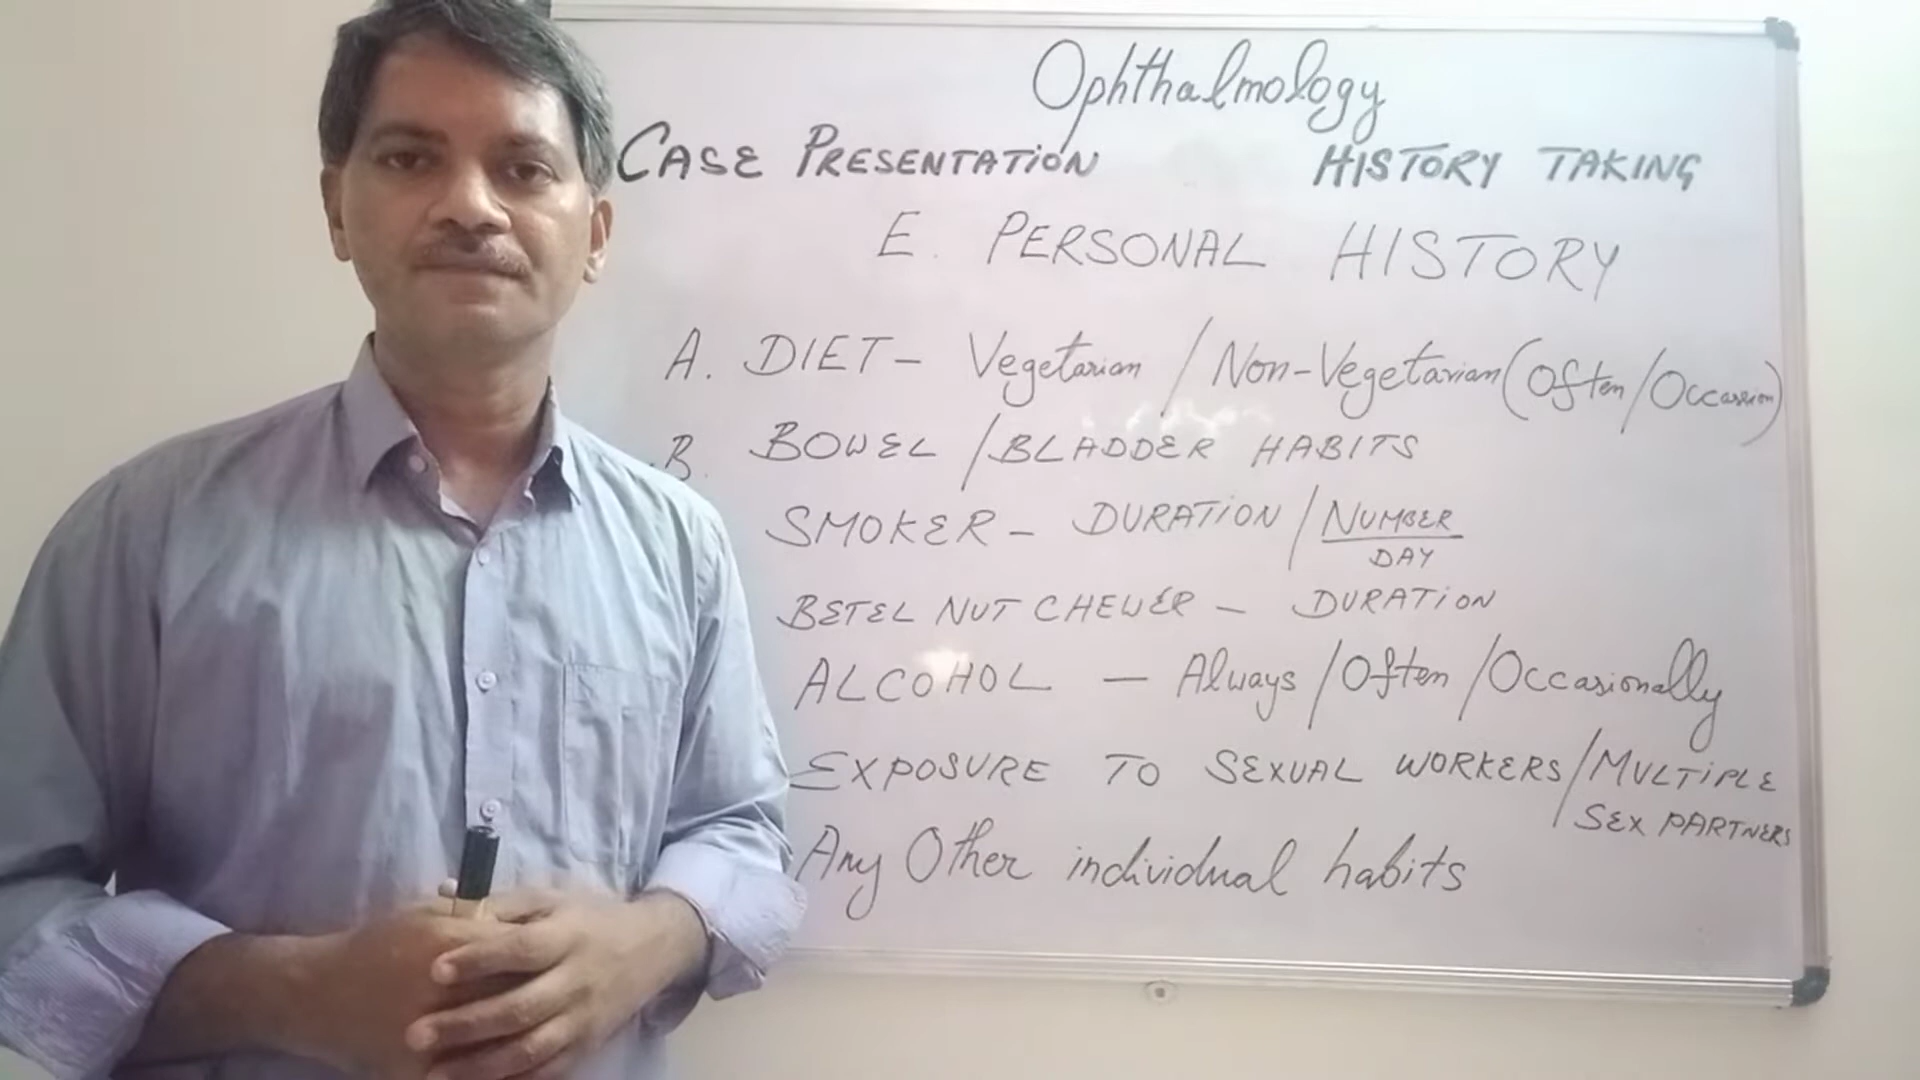 Ophthalmology
CASE PRESENTATION HISTORY TAKING
E. PERSONAL HISTORY
A. DIET - Vegetarian / Non-Vegetarian (Often/Occassion)
B. BOWEL / BLADDER HABITS
SMOKER - DURATION / NUMBER
DAY
BETEL NUT CHEWER - DURATION
ALCOHOL - Always / Often / Occasionally
EXPOSURE TO SEXUAL WORKERS / MULTIPLE
SEX PARTNERS
Any Other individual habits